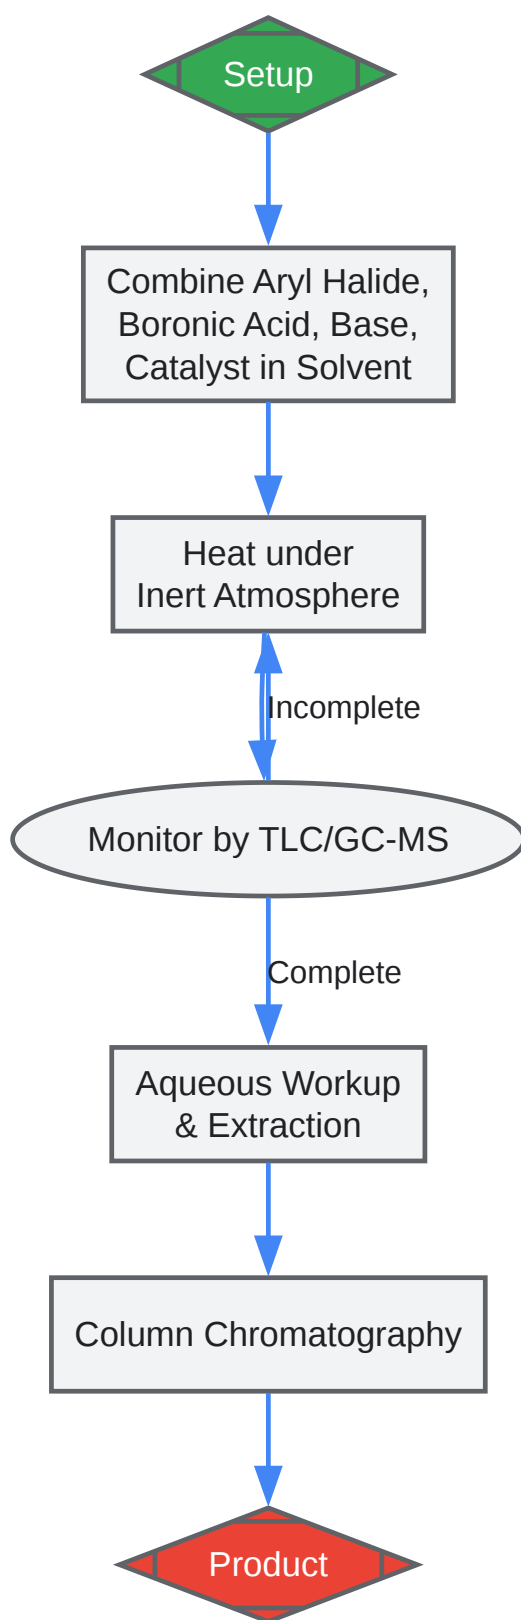 Setup
Combine Aryl Halide,
Boronic Acid, Base,
Catalyst in Solvent
Heat under
Inert Atmosphere
Incomplete
Monitor by TLC/GC-MS
Complete
Aqueous Workup
& Extraction
Column Chromatography
Product